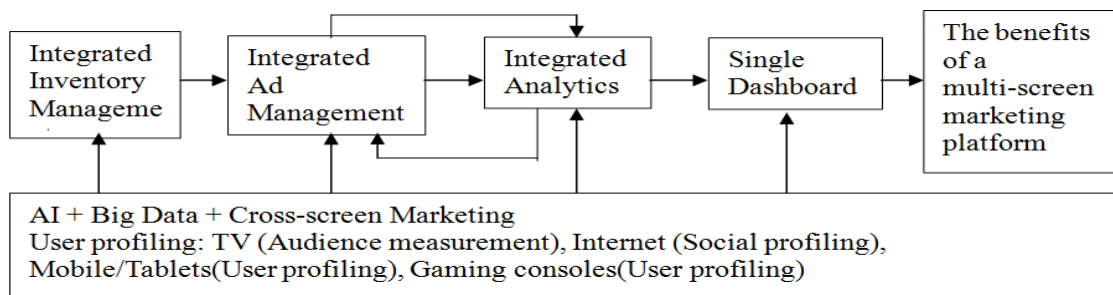 Integrated
Inventory
Manageme
Integrated
Ad
Management
Integrated
Analytics
Single
Dashboard
The benefits
of a
multi-screen
marketing
platform
AI + Big Data + Cross-screen Marketing
User profiling: TV (Audience measurement), Internet (Social profiling),
Mobile/Tablets(User profiling), Gaming consoles(User profiling)